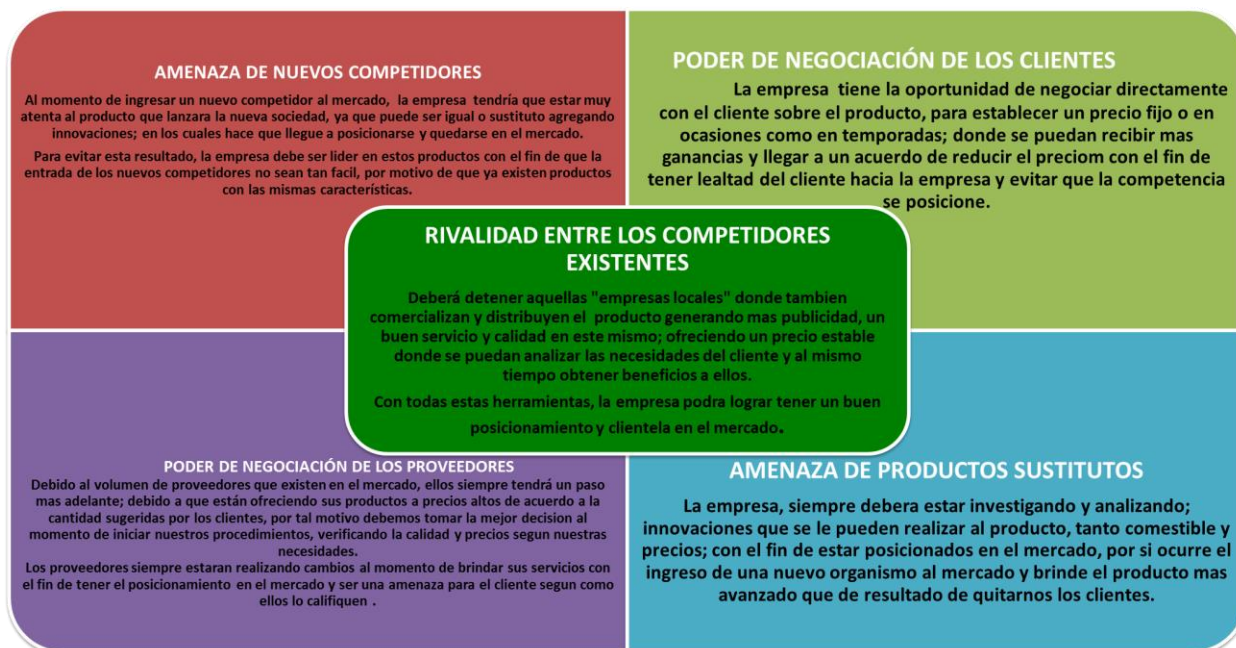 AMENAZA DE NUEVOS COMPETIDORES
Al momento de ingresar un nuevo competidor al mercado, la empresa tendría que estar muy
atenta al producto que lanzara la nueva sociedad, ya que puede ser igual o sustituto agregando
innovaciones; en los cuales hace que llegue a posicionarse y quedarse en el mercado.
Para evitar esta resultado, la empresa debe ser lider en estos productos con el fin de que la
entrada de los nuevos competidores no sean tan facil, por motivo de que ya existen productos
con las mismas características.
PODER DE NEGOCIACIÓN DE LOS CLIENTES
La empresa tiene la oportunidad de negociar directamente
con el cliente sobre el producto, para establecer un precio fijo o en
ocasiones como en temporadas; donde se puedan recibir mas
ganancias y llegar a un acuerdo de reducir el preciom con el fin de
tener lealtad del cliente hacia la empresa y evitar que la competencia
se posicione.
RIVALIDAD ENTRE LOS COMPETIDORES
EXISTENTES
Deberá detener aquellas "empresas locales" donde tambien
comercializan y distribuyen el producto generando mas publicidad, un
buen servicio y calidad en este mismo; ofreciendo un precio estable
donde se puedan analizar las necesidades del cliente y al mismo
tiempo obtener beneficios a ellos.
Con todas estas herramientas, la empresa podra lograr tener un buen
posicionamiento y clientela en el mercado.
PODER DE NEGOCIACIÓN DE LOS PROVEEDORES
Debido al volumen de proveedores que existen en el mercado, ellos siempre tendrá un paso
mas adelante; debido a que están ofreciendo sus productos a precios altos de acuerdo a la
cantidad sugeridas por los clientes, por tal motivo debemos tomar la mejor decision al
momento de iniciar nuestros procedimientos, verificando la calidad y precios segun nuestras
necesidades.
Los proveedores siempre estaran realizando cambios al momento de brindar sus servicios con
el fin de tener el posicionamiento en el mercado y ser una amenaza para el cliente segun como
ellos lo califiquen .
AMENAZA DE PRODUCTOS SUSTITUTOS
La empresa, siempre debera estar investigando y analizando;
innovaciones que se le pueden realizar al producto, tanto comestible y
precios; con el fin de estar posicionados en el mercado, por si ocurre el
ingreso de una nuevo organismo al mercado y brinde el producto mas
avanzado que de resultado de quitarnos los clientes.